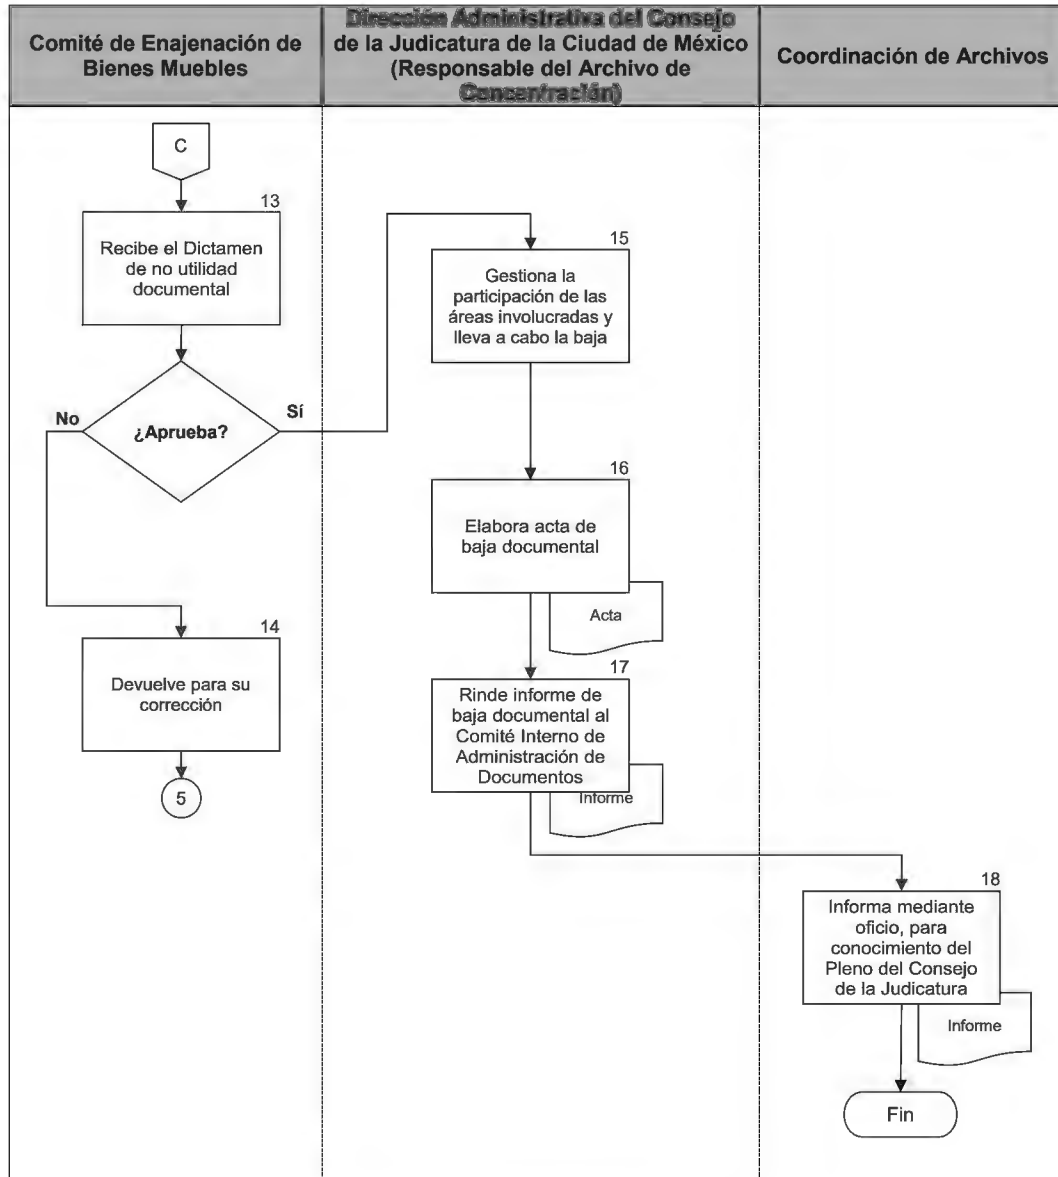 Comité de Enajenación de
Bienes Muebles
Dirección Administrativa del Consejo
de la Judicatura de la Ciudad de México
(Responsable del Archivo de
Concentración)
Coordinación de Archivos
C
13
Recibe el Dictamen
de no utilidad
documental
¿Aprueba?
No
Sí
14
Devuelve para su
corrección
5
15
Gestiona la
participación de las
áreas involucradas y
lleva a cabo la baja
16
Elabora acta de
baja documental
Acta
17
Rinde informe de
baja documental al
Comité Interno de
Administración de
Documentos
Informe
18
Informa mediante
oficio, para
conocimiento del
Pleno del Consejo
de la Judicatura
Informe
Fin